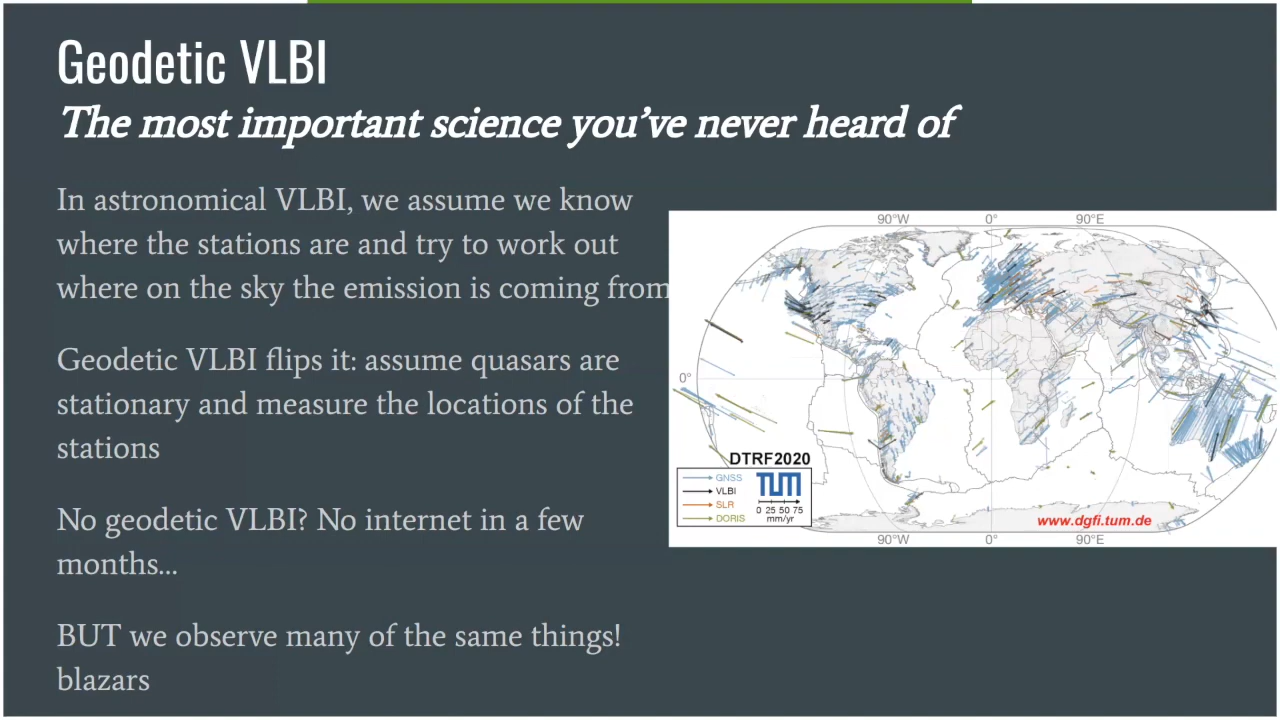 Geodetic VLBI
The most important science you’ve never heard of
In astronomical VLBI, we assume we know
where the stations are and try to work out
where on the sky the emission is coming from
Geodetic VLBI flips it: assume quasars are
stationary and measure the locations of the
stations
No geodetic VLBI? No internet in a few
months...
BUT we observe many of the same things!
blazars
90°W 0° 90°E
0°
DTRF2020
GNSS
VLBI
SLR
DORIS
TUM
0 25 50 75
mm/yr
www.dgfi.tum.de
90°W 0° 90°E